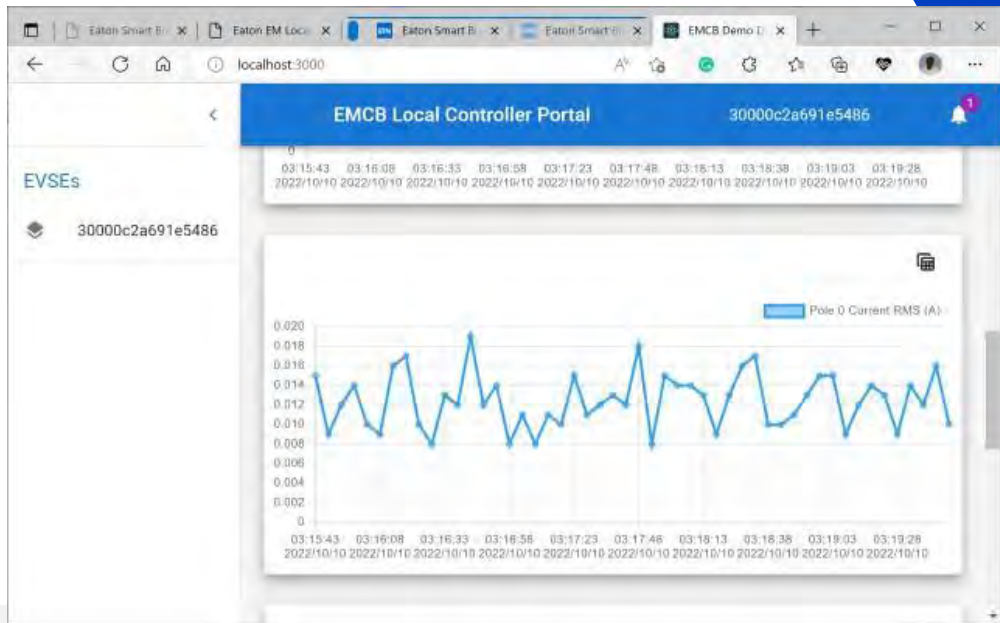 Eaton Smart B
Eaton EM Loca
Eaton Smart B
Eaton Smart B
EMCB Demo D
localhost:3000
EMCB Local Controller Portal
30000c2a691e5486
1
EVSEs
30000c2a691e5486
0
03:15:43 03:16:08 03:16:33 03:16:58 03:17:23 03:17:48 03:18:13 03:18:38 03:19:03 03:19:28
2022/10/10 2022/10/10 2022/10/10 2022/10/10 2022/10/10 2022/10/10 2022/10/10 2022/10/10 2022/10/10 2022/10/10
Pole 0 Current RMS (A)
0.020
0.018
0.016
0.014
0.012
0.010
0.008
0.006
0.004
0.002
0
03:15:43 03:16:08 03:16:33 03:16:58 03:17:23 03:17:48 03:18:13 03:18:38 03:19:03 03:19:28
2022/10/10 2022/10/10 2022/10/10 2022/10/10 2022/10/10 2022/10/10 2022/10/10 2022/10/10 2022/10/10 2022/10/10